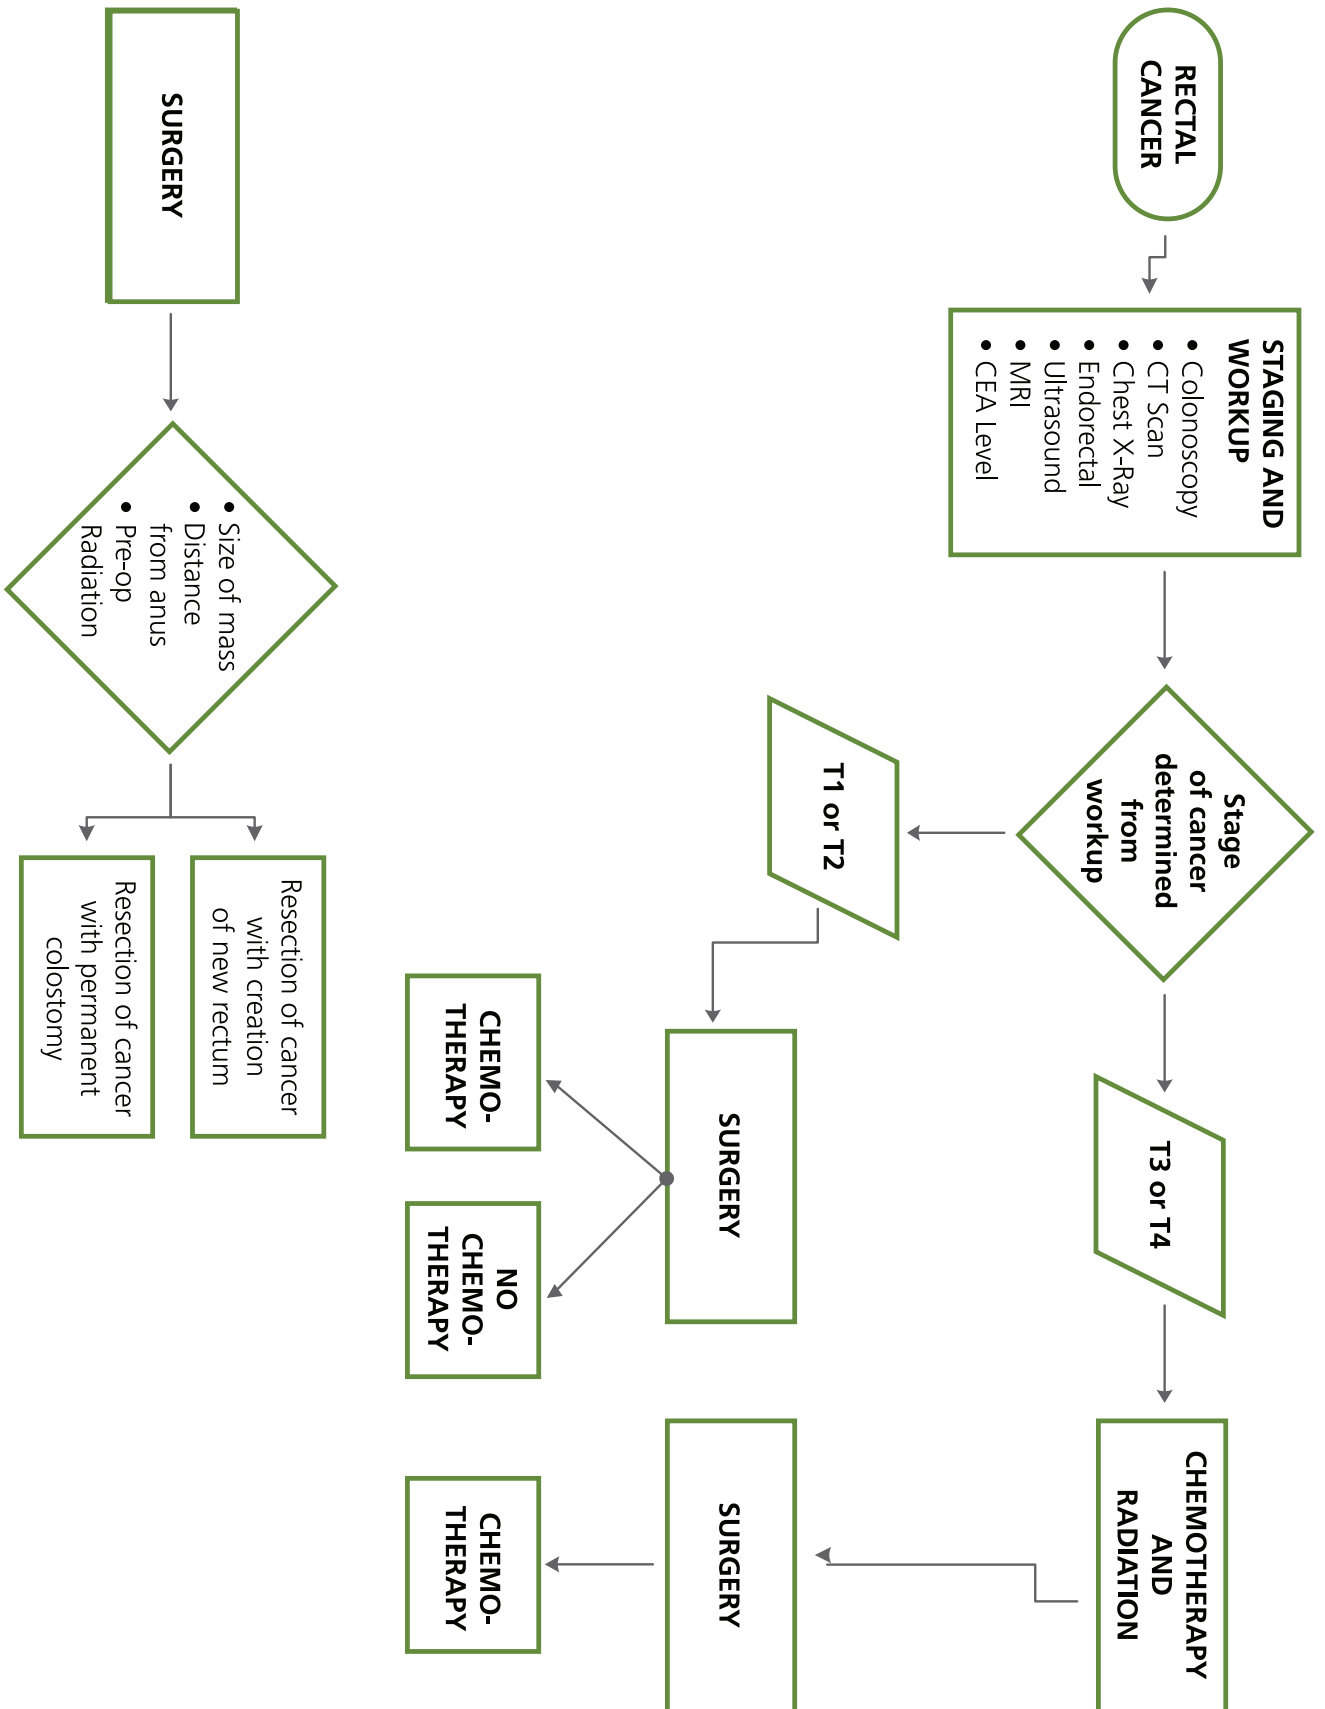 RECTAL
CANCER
STAGING AND
WORKUP
• Colonoscopy
• CT Scan
• Chest X-Ray
• Endorectal
• Ultrasound
• MRI
• CEA Level
Stage
of cancer
determined
from
workup
T3 or T4
CHEMOTHERAPY
AND
RADIATION
T1 or T2
SURGERY
SURGERY
CHEMO-
THERAPY
NO
CHEMO-
THERAPY
CHEMO-
THERAPY
SURGERY
• Size of mass
• Distance
from anus
• Pre-op
Radiation
Resection of cancer
with creation
of new rectum
Resection of cancer
with permanent
colostomy